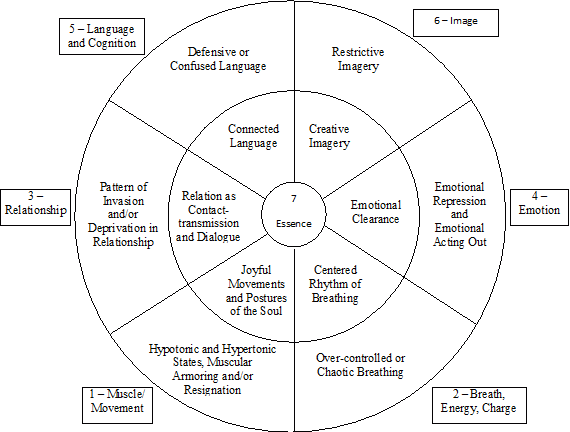 5 – Language
and Cognition
6 – Image
Defensive or
Confused Language
Restrictive
Imagery
Connected
Language
Creative
Imagery
3 –
Relationship
Pattern of
Invasion
and/or
Deprivation in
Relationship
Relation as
Contact-
transmission
and Dialogue
7
Essence
Emotional
Clearance
Emotional
Repression
and
Emotional
Acting Out
4 –
Emotion
Joyful
Movements
and Postures
of the Soul
Centered
Rhythm of
Breathing
Hypotonic and Hypertonic
States, Muscular
Armoring and/or
Resignation
Over-controlled or
Chaotic Breathing
1 – Muscle/
Movement
2 – Breath,
Energy, Charge